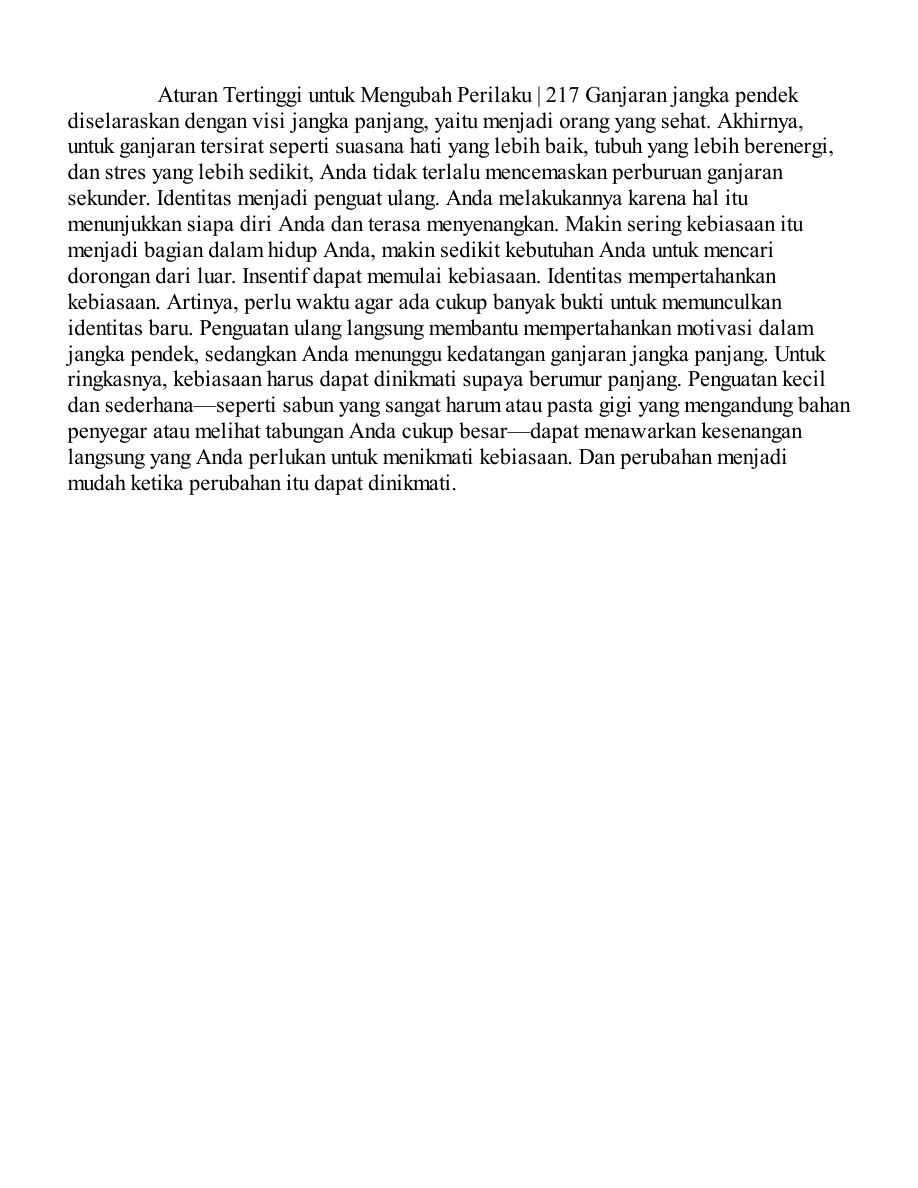 Aturan Tertinggi untuk Mengubah Perilaku | 217 Ganjaran jangka pendek
diselaraskan dengan visi jangka panjang, yaitu menjadi orang yang sehat. Akhirnya,
untuk ganjaran tersirat seperti suasana hati yang lebih baik, tubuh yang lebih berenergi,
dan stres yang lebih sedikit, Anda tidak terlalu mencemaskan perburuan ganjaran
sekunder. Identitas menjadi penguat ulang. Anda melakukannya karena hal itu
menunjukkan siapa diri Anda dan terasa menyenangkan. Makin sering kebiasaan itu
menjadi bagian dalam hidup Anda, makin sedikit kebutuhan Anda untuk mencari
dorongan dari luar. Insentif dapat memulai kebiasaan. Identitas mempertahankan
kebiasaan. Artinya, perlu waktu agar ada cukup banyak bukti untuk memunculkan
identitas baru. Penguatan ulang langsung membantu mempertahankan motivasi dalam
jangka pendek, sedangkan Anda menunggu kedatangan ganjaran jangka panjang. Untuk
ringkasnya, kebiasaan harus dapat dinikmati supaya berumur panjang. Penguatan kecil
dan sederhana—seperti sabun yang sangat harum atau pasta gigi yang mengandung bahan
penyegar atau melihat tabungan Anda cukup besar—dapat menawarkan kesenangan
langsung yang Anda perlukan untuk menikmati kebiasaan. Dan perubahan menjadi
mudah ketika perubahan itu dapat dinikmati.